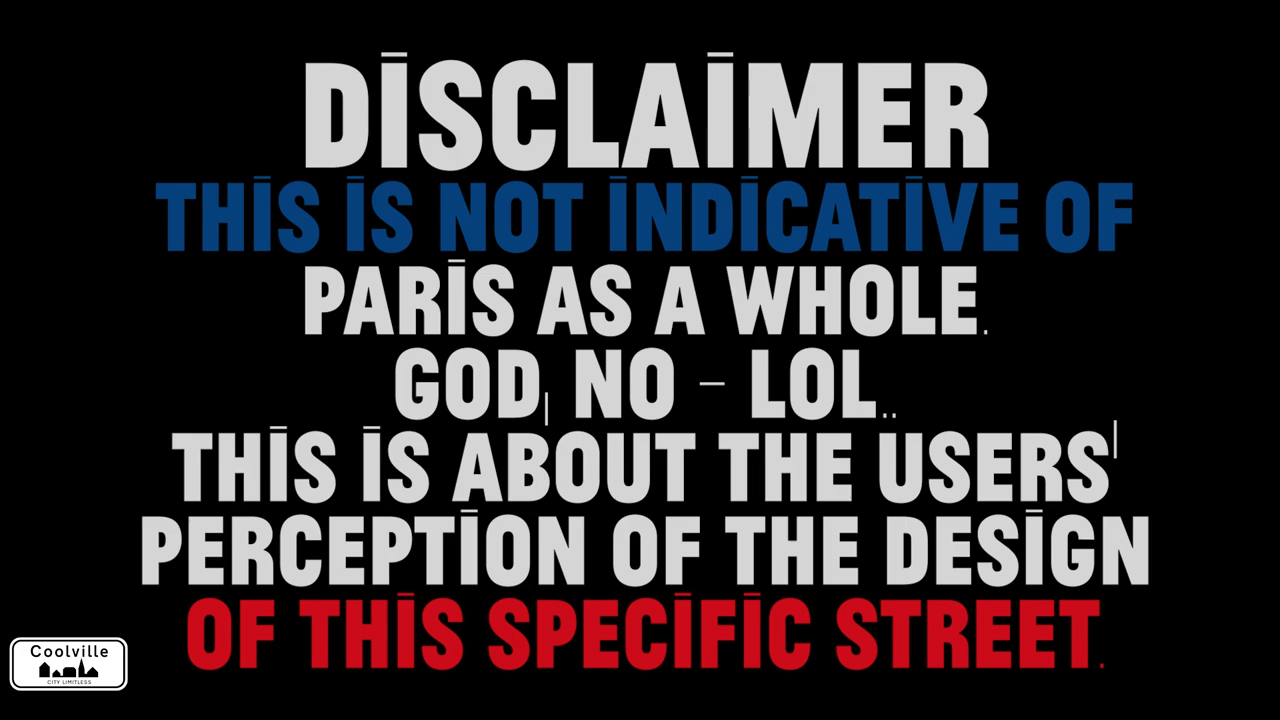 DISCLAIMER
THIS IS NOT INDICATIVE OF
PARIS AS A WHOLE.
GOD, NO - LOL..
THIS IS ABOUT THE USERS'
PERCEPTION OF THE DESIGN
OF THIS SPECIFIC STREET.
Coolville
CITY LIMITLESS